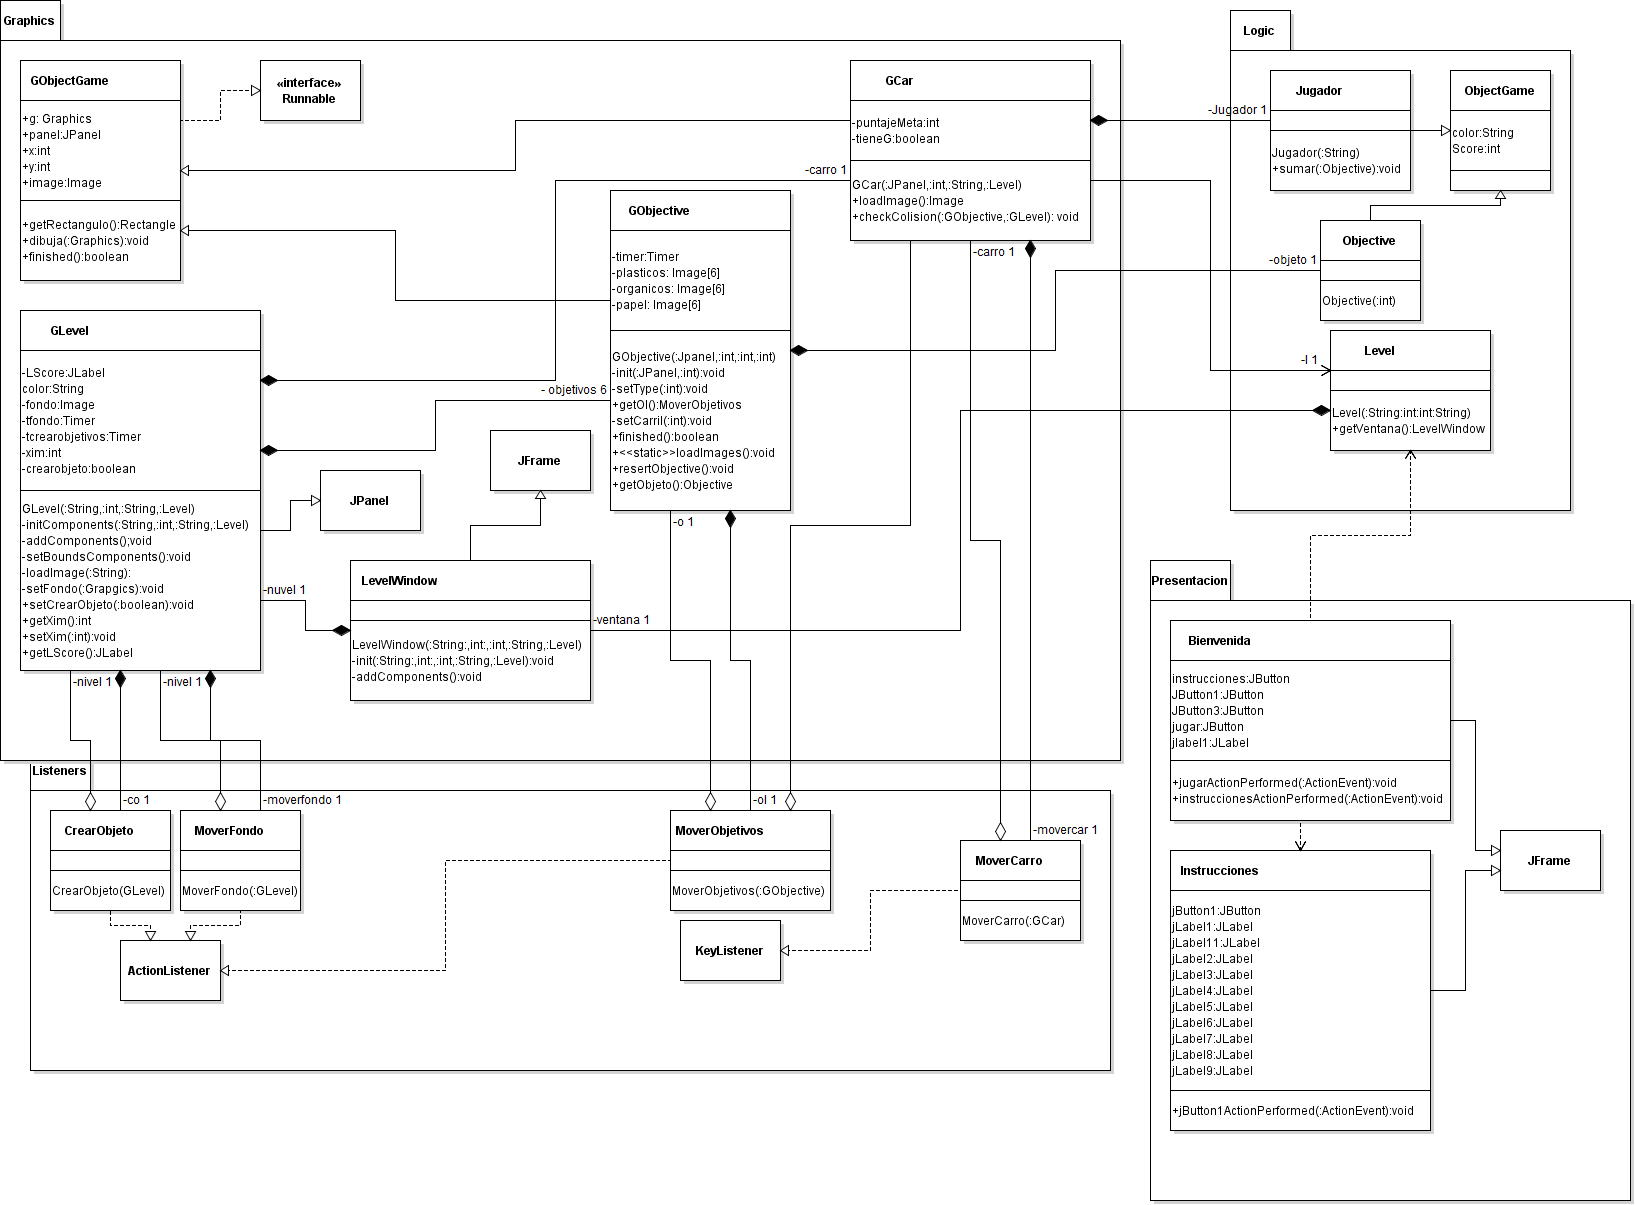 Graphics
GObjectGame
+g: Graphics
+panel:JPanel
+x:int
+y:int
+image:Image
+getRectangulo():Rectangle
+dibuja(:Graphics):void
+finished():boolean
«interface»
Runnable
GCar
-puntajeMeta:int
-tieneG:boolean
GCar(:JPanel,:int,:String,:Level)
+loadImage():Image
+checkColision(:GObjective,:GLevel): void
-carro 1
-carro 1
GObjective
-timer:Timer
-plasticos: Image[6]
-organicos: Image[6]
-papel: Image[6]
GObjective(:Jpanel,:int,:int,:int)
-init(:JPanel,:int):void
-setType(:int):void
+getOl():MoverObjetivos
-setCarril(:int):void
+finished():boolean
+<<static>>loadImages():void
+resertObjective():void
+getObjeto():Objective
- objetivos 6
-o 1
GLevel
-LScore:JLabel
color:String
-fondo:Image
-tfondo:Timer
-tcrearobjetivos:Timer
-xim:int
-crearobjeto:boolean
GLevel(:String,:int,:String,:Level)
-initComponents(:String,:int,:String,:Level)
-addComponents();void
-setBoundsComponents():void
-loadImage(:String):
-setFondo(:Grapgics):void
+setCrearObjeto(:boolean):void
+getXim():int
+setXim(:int):void
+getLScore():JLabel
JPanel
JFrame
-nuvel 1
LevelWindow
LevelWindow(:String:,int:,:int,:String,:Level)
-init(:String:,int:,:int,:String,:Level):void
-addComponents():void
-ventana 1
-nivel 1
-nivel 1
Listeners
-co 1
-moverfondo 1
-ol 1
-movercar 1
CrearObjeto
CrearObjeto(GLevel)
MoverFondo
MoverFondo(:GLevel)
MoverObjetivos
MoverObjetivos(:GObjective)
MoverCarro
MoverCarro(:GCar)
ActionListener
KeyListener
Logic
-Jugador 1
Jugador
Jugador(:String)
+sumar(:Objective):void
ObjectGame
color:String
Score:int
-objeto 1
Objective
Objective(:int)
-l 1
Level
Level(:String:int:int:String)
+getVentana():LevelWindow
Presentacion
Bienvenida
instrucciones:JButton
JButton1:JButton
JButton3:JButton
jugar:JButton
jlabel1:JLabel
+jugarActionPerformed(:ActionEvent):void
+instruccionesActionPerformed(:ActionEvent):void
Instrucciones
jButton1:JButton
jLabel1:JLabel
jLabel11:JLabel
jLabel2:JLabel
jLabel3:JLabel
jLabel4:JLabel
jLabel5:JLabel
jLabel6:JLabel
jLabel7:JLabel
jLabel8:JLabel
jLabel9:JLabel
+jButton1ActionPerformed(:ActionEvent):void
JFrame